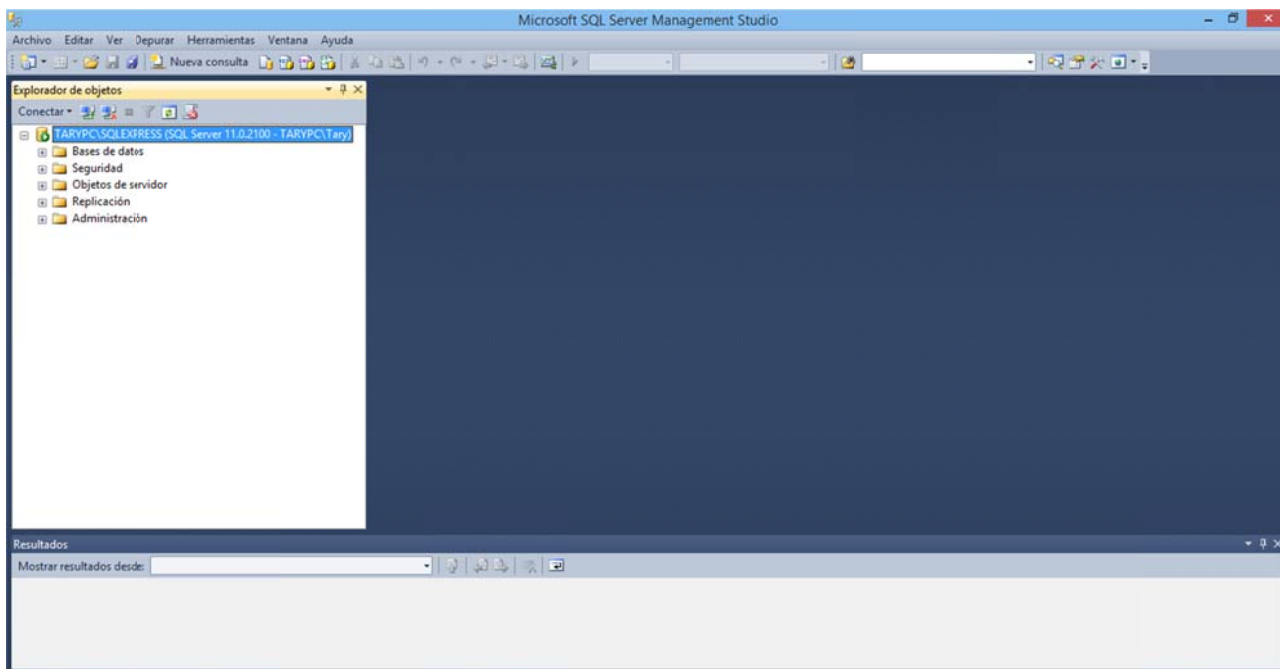 Microsoft SQL Server Management Studio
Archivo Editar Ver Depurar Herramientas Ventana Ayuda
Nueva consulta
Explorador de objetos
Conectar
TARYPC\SQLEXPRESS (SQL Server 11.0.2100 - TARYPC\Tary)
Bases de datos
Seguridad
Objetos de servidor
Replicación
Administración
Resultados
Mostrar resultados desde: